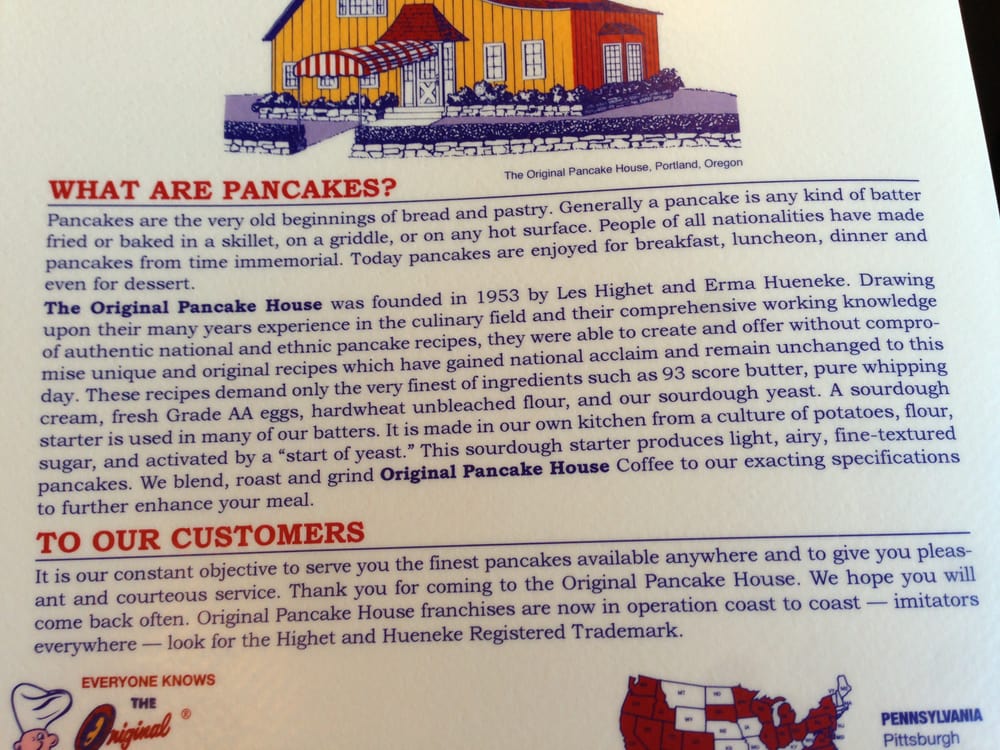 The Original Pancake House, Portland, Oregon
WHAT ARE PANCAKES?
Pancakes are the very old beginnings of bread and pastry. Generally a pancake is any kind of batter
fried or baked in a skillet, on a griddle, or on any hot surface. People of all nationalities have made
pancakes from time immemorial. Today pancakes are enjoyed for breakfast, luncheon, dinner and
even for dessert.
The Original Pancake House was founded in 1953 by Les Highet and Erma Hueneke. Drawing
upon their many years experience in the culinary field and their comprehensive working knowledge
of authentic national and ethnic pancake recipes, they were able to create and offer without compro-
mise unique and original recipes which have gained national acclaim and remain unchanged to this
day. These recipes demand only the very finest of ingredients such as 93 score butter, pure whipping
cream, fresh Grade AA eggs, hardwheat unbleached flour, and our sourdough yeast. A sourdough
starter is used in many of our batters. It is made in our own kitchen from a culture of potatoes, flour,
sugar, and activated by a “start of yeast.” This sourdough starter produces light, airy, fine-textured
pancakes. We blend, roast and grind Original Pancake House Coffee to our exacting specifications
to further enhance your meal.
TO OUR CUSTOMERS
It is our constant objective to serve you the finest pancakes available anywhere and to give you pleas-
ant and courteous service. Thank you for coming to the Original Pancake House. We hope you will
come back often. Original Pancake House franchises are now in operation coast to coast — imitators
everywhere — look for the Highet and Hueneke Registered Trademark.
EVERYONE KNOWS
THE
Original ®
MT
ND
WY
PENNSYLVANIA
Pittsburgh